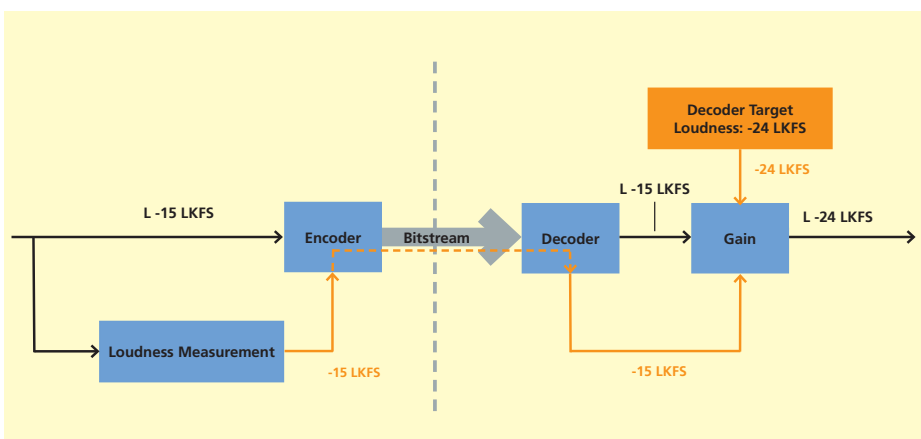 Decoder Target
Loudness: -24 LKFS
-24 LKFS
L -15 LKFS
L -15 LKFS
L -24 LKFS
Encoder
Bitstream
Decoder
Gain
Loudness Measurement
-15 LKFS
-15 LKFS